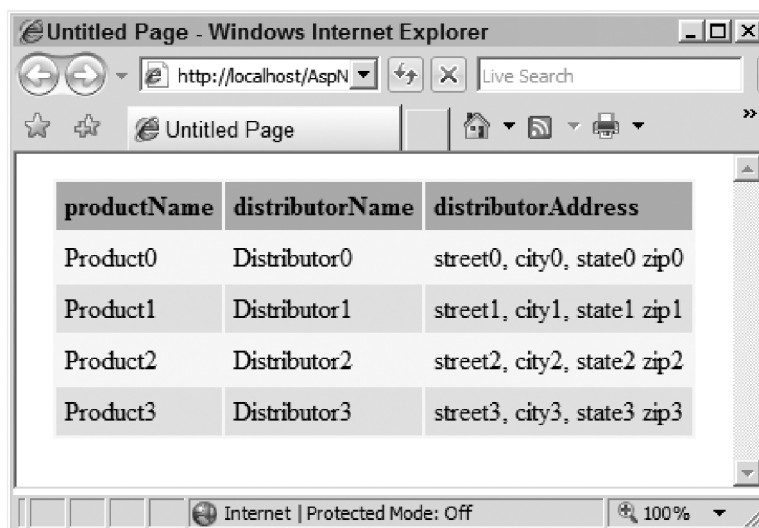 Untitled Page - Windows Internet Explorer
http://localhost/AspN
Live Search
Untitled Page
productName distributorName distributorAddress
Product0 Distributor0 street0, city0, state0 zip0
Product1 Distributor1 street1, city1, state1 zip1
Product2 Distributor2 street2, city2, state2 zip2
Product3 Distributor3 street3, city3, state3 zip3
Internet | Protected Mode: Off 100%